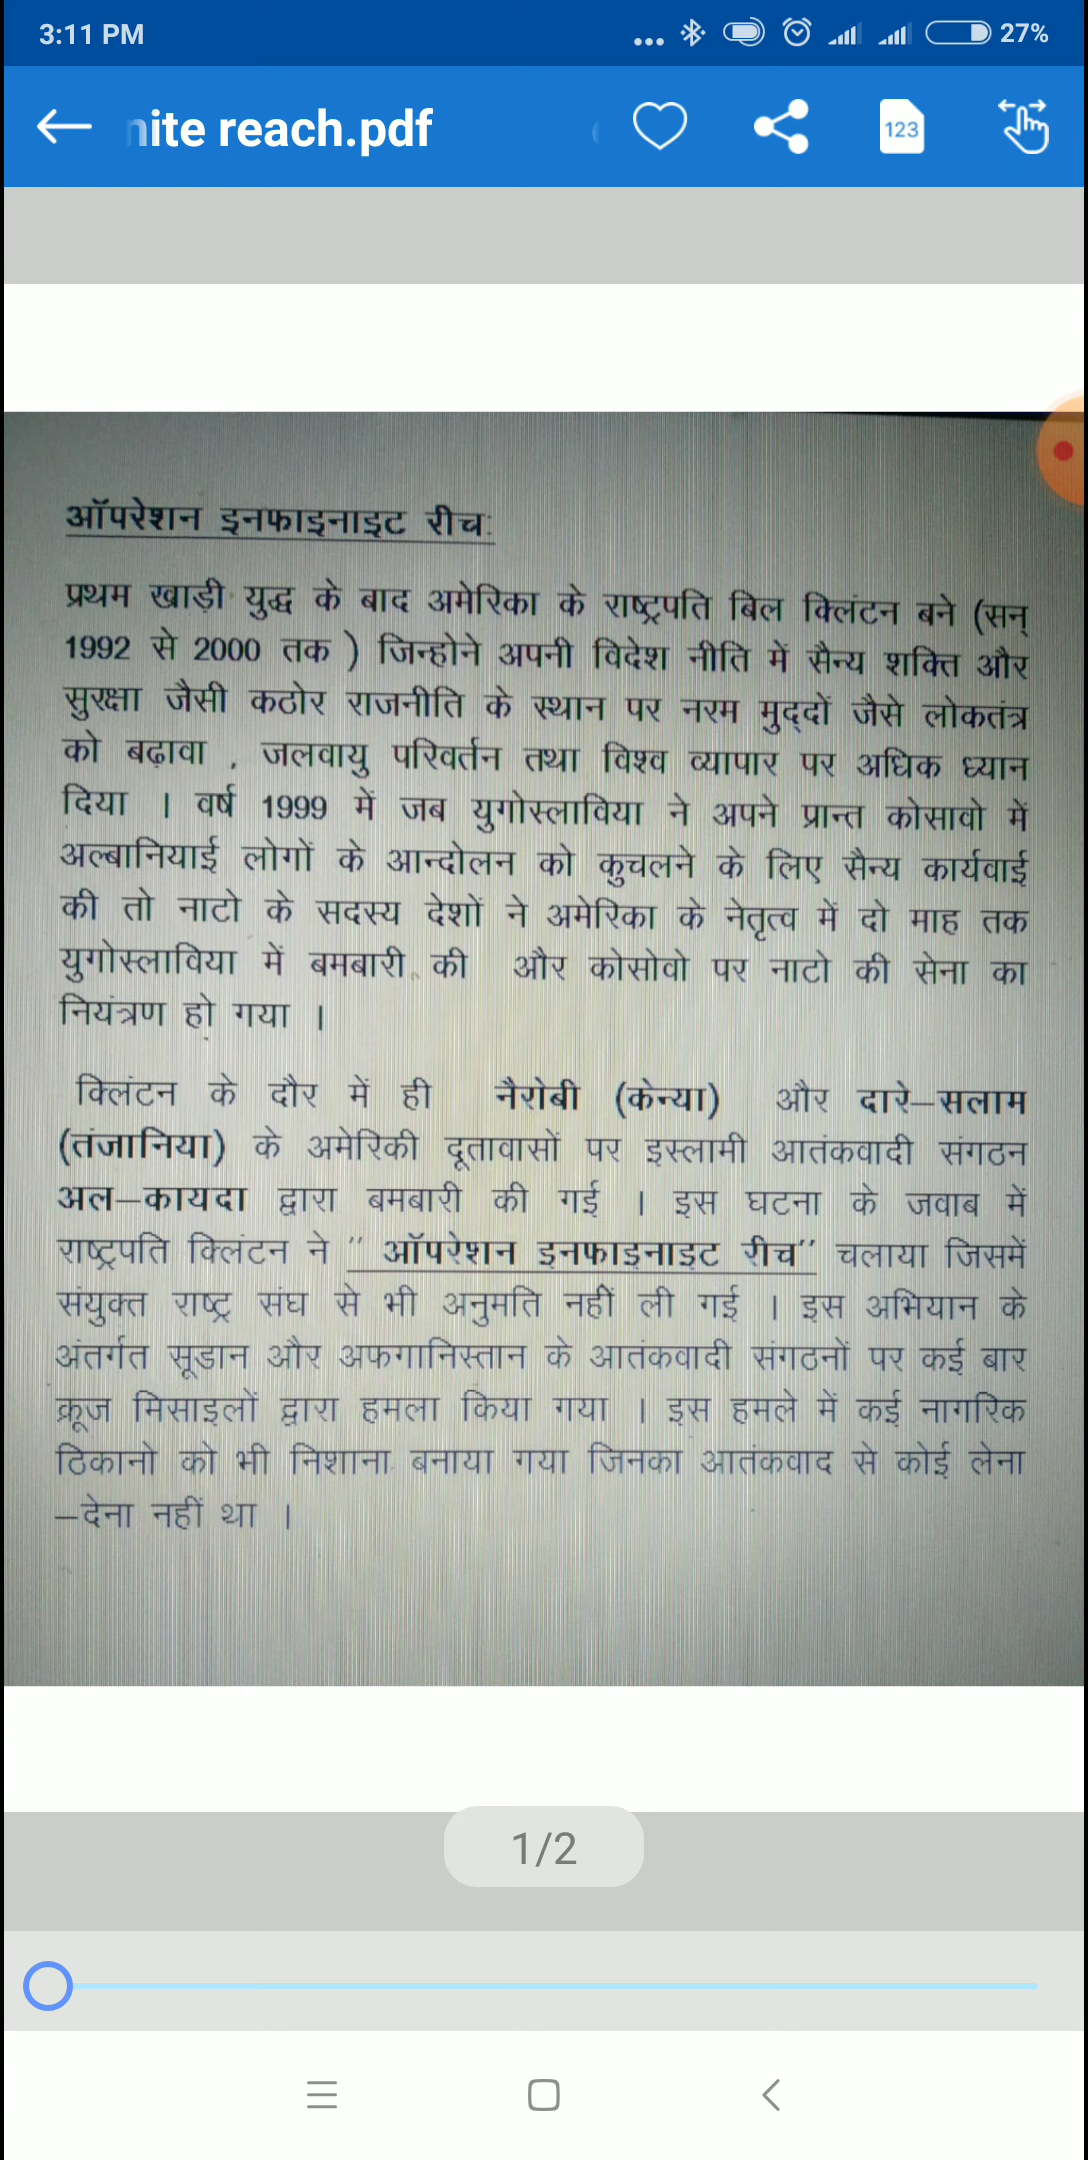 3:11 PM
27%
nite reach.pdf
123
ऑपरेशन इनफाइनाइट रीच:
प्रथम खाड़ी युद्ध के बाद अमेरिका के राष्ट्रपति बिल क्लिंटन बने (सन्
1992 से 2000 तक ) जिन्होने अपनी विदेश नीति में सैन्य शक्ति और
सुरक्षा जैसी कठोर राजनीति के स्थान पर नरम मुद्दों जैसे लोकतंत्र
को बढ़ावा , जलवायु परिवर्तन तथा विश्व व्यापार पर अधिक ध्यान
दिया । वर्ष 1999 में जब युगोस्लाविया ने अपने प्रान्त कोसावो में
अल्बानियाई लोगों के आन्दोलन को कुचलने के लिए सैन्य कार्यवाई
की तो नाटो के सदस्य देशों ने अमेरिका के नेतृत्व में दो माह तक
युगोस्लाविया में बमबारी की और कोसोवो पर नाटो की सेना का
नियंत्रण हो गया ।
क्लिंटन के दौर में ही नैरोबी (केन्या) और दारे–सलाम
(तंजानिया) के अमेरिकी दूतावासों पर इस्लामी आतंकवादी संगठन
अल–कायदा द्वारा बमबारी की गई । इस घटना के जवाब में
राष्ट्रपति क्लिंटन ने " ऑपरेशन इनफाइनाइट रीच" चलाया जिसमें
संयुक्त राष्ट्र संघ से भी अनुमति नहीं ली गई । इस अभियान के
अंतर्गत सूडान और अफगानिस्तान के आतंकवादी संगठनों पर कई बार
क्रूज मिसाइलों द्वारा हमला किया गया । इस हमले में कई नागरिक
ठिकानो को भी निशाना बनाया गया जिनका आतंकवाद से कोई लेना
–देना नहीं था ।
1/2